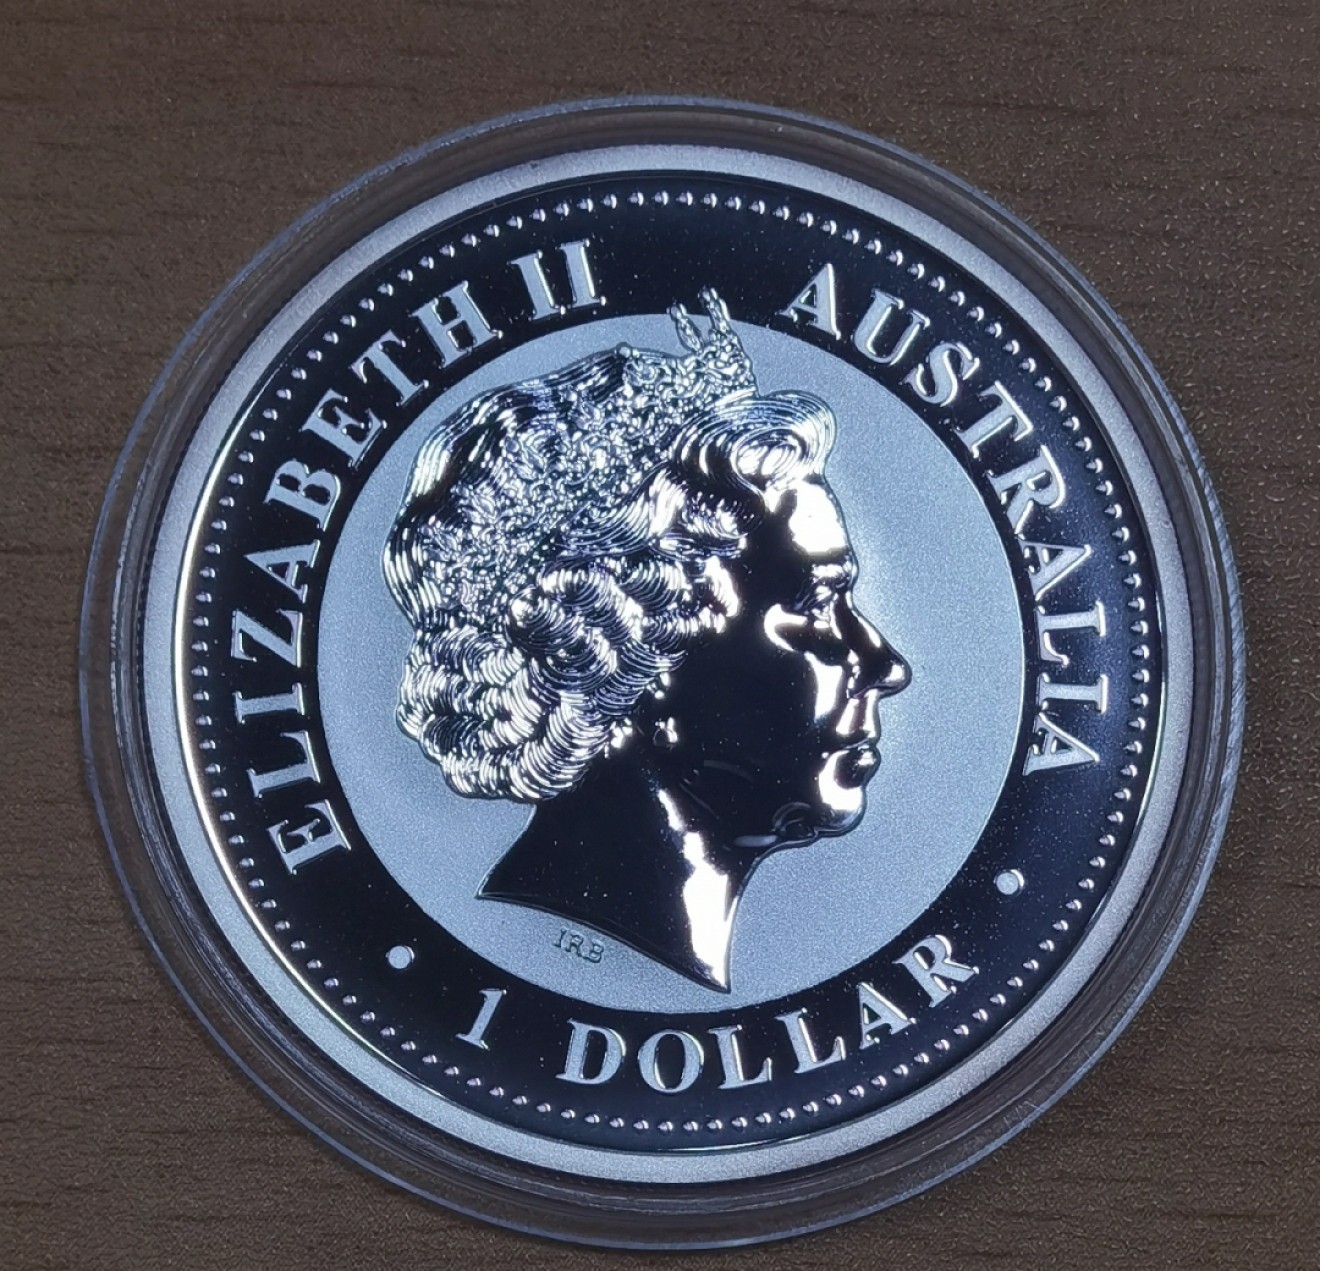 ELIZABETH II
AUSTRALIA
• 1 DOLLAR •
IRB